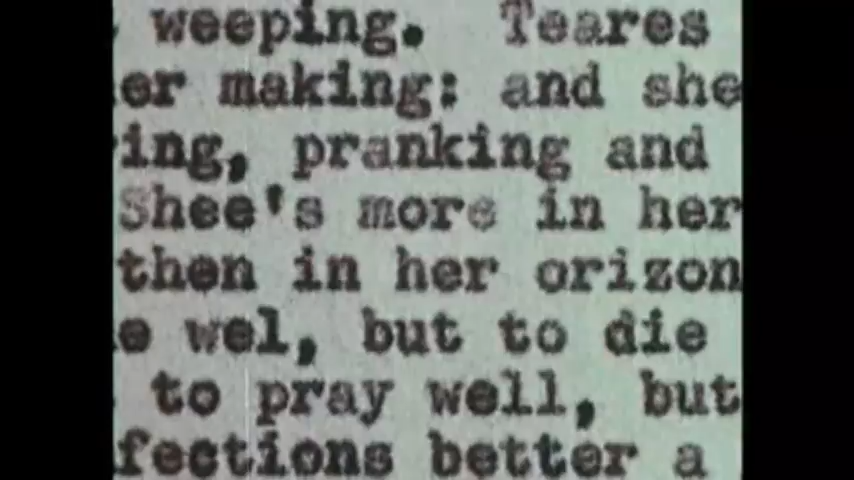 weeping. Teares
er making: and she
ing, pranking and
Shee's more in her
then in her orizon
e wel, but to die
to pray well, but
fections better a